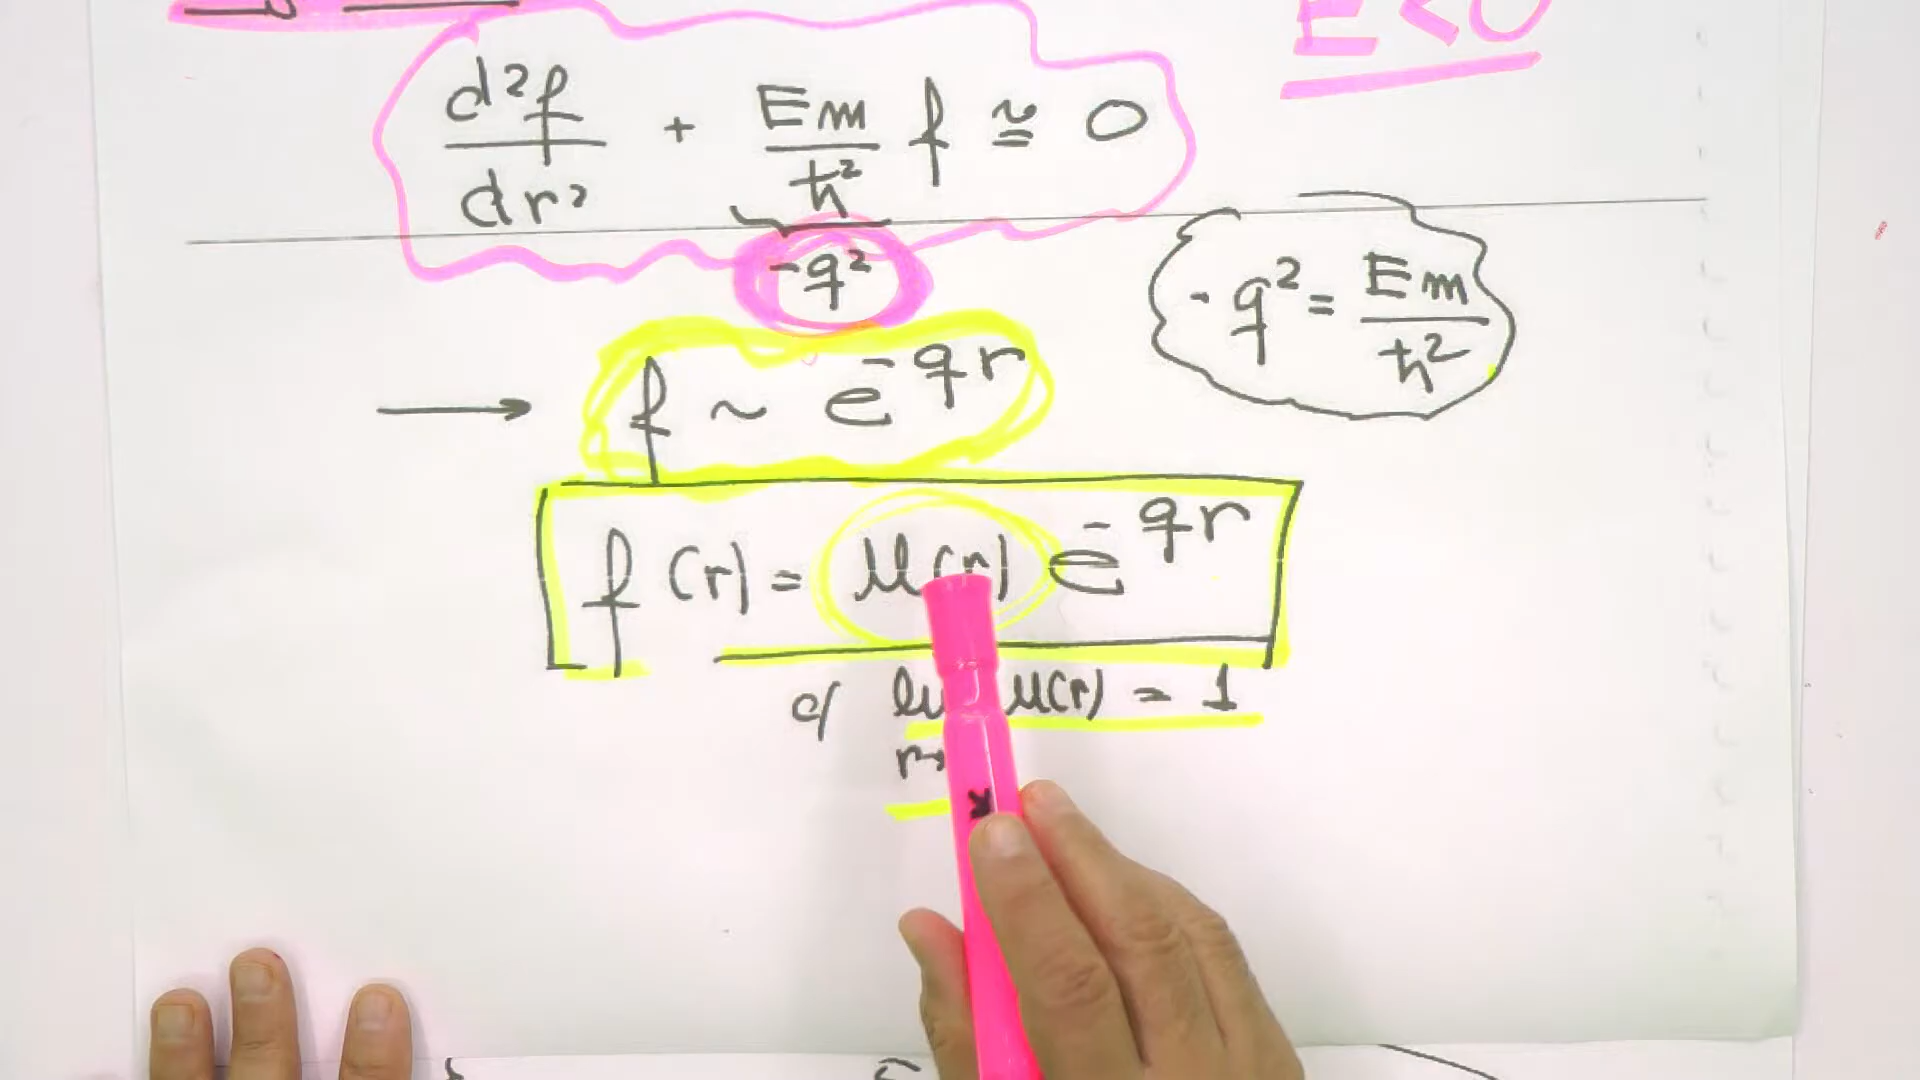 E<0
d²f/dr² + Em/ħ² f ≅ 0
-q²
-q² = Em/ħ²
→ f ~ e^-qr
f(r) = μ(r) e^-qr
c/ μ(r) = 1
r→